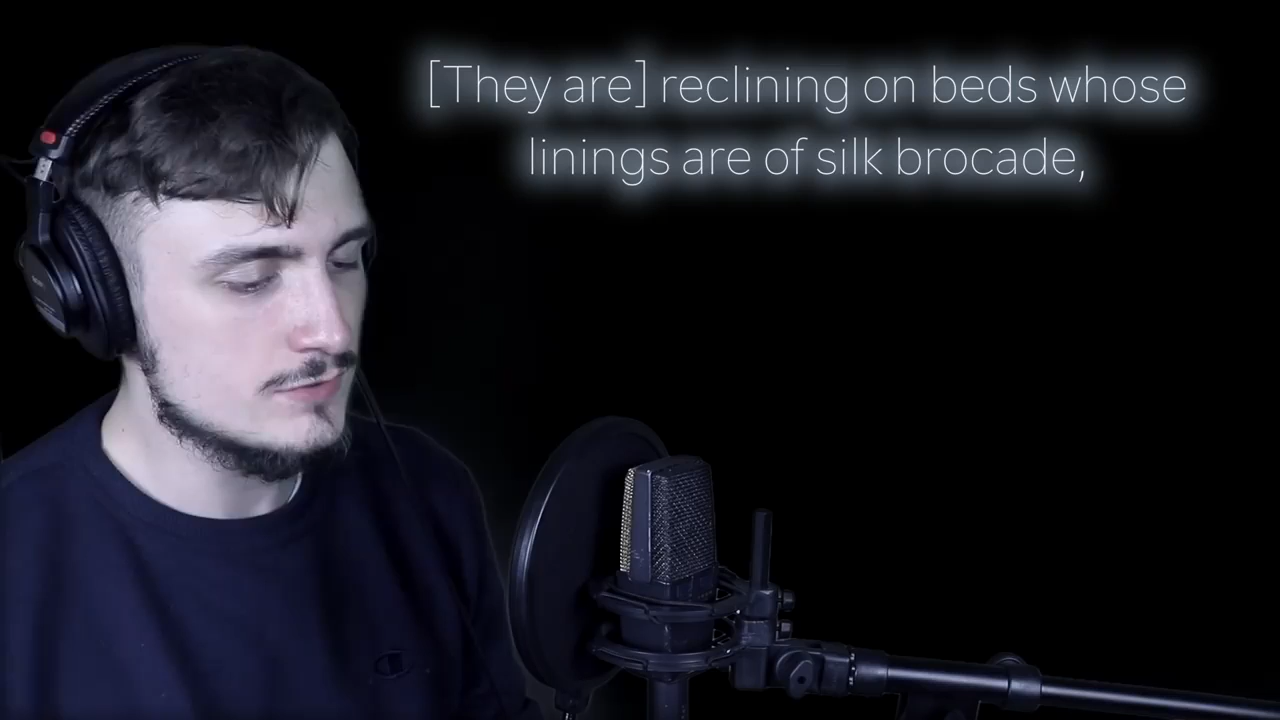 [They are] reclining on beds whose
linings are of silk brocade,